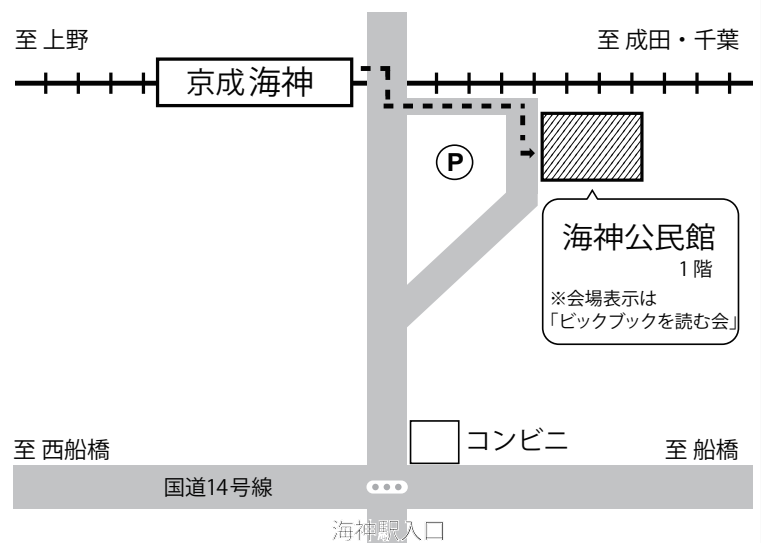 至 上野
至 成田・千葉
京成 海神
P
海神公民館
1 階
※会場表示は
「ビックブックを読む会」
コンビニ
至 西船橋
至 船橋
国道14号線
海神駅入口